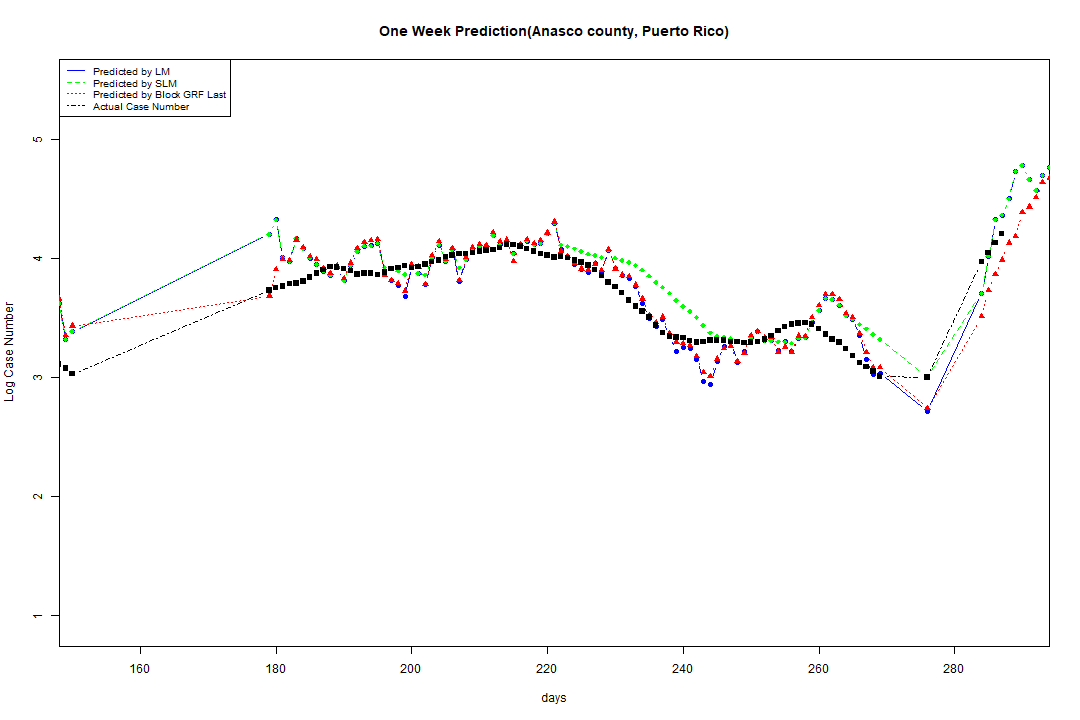 One Week Prediction(Anasco county, Puerto Rico)
Predicted by LM
Predicted by SLM
Predicted by Block GRF Last
Actual Case Number
5
4
3
2
1
Log Case Number
160 180 200 220 240 260 280
days